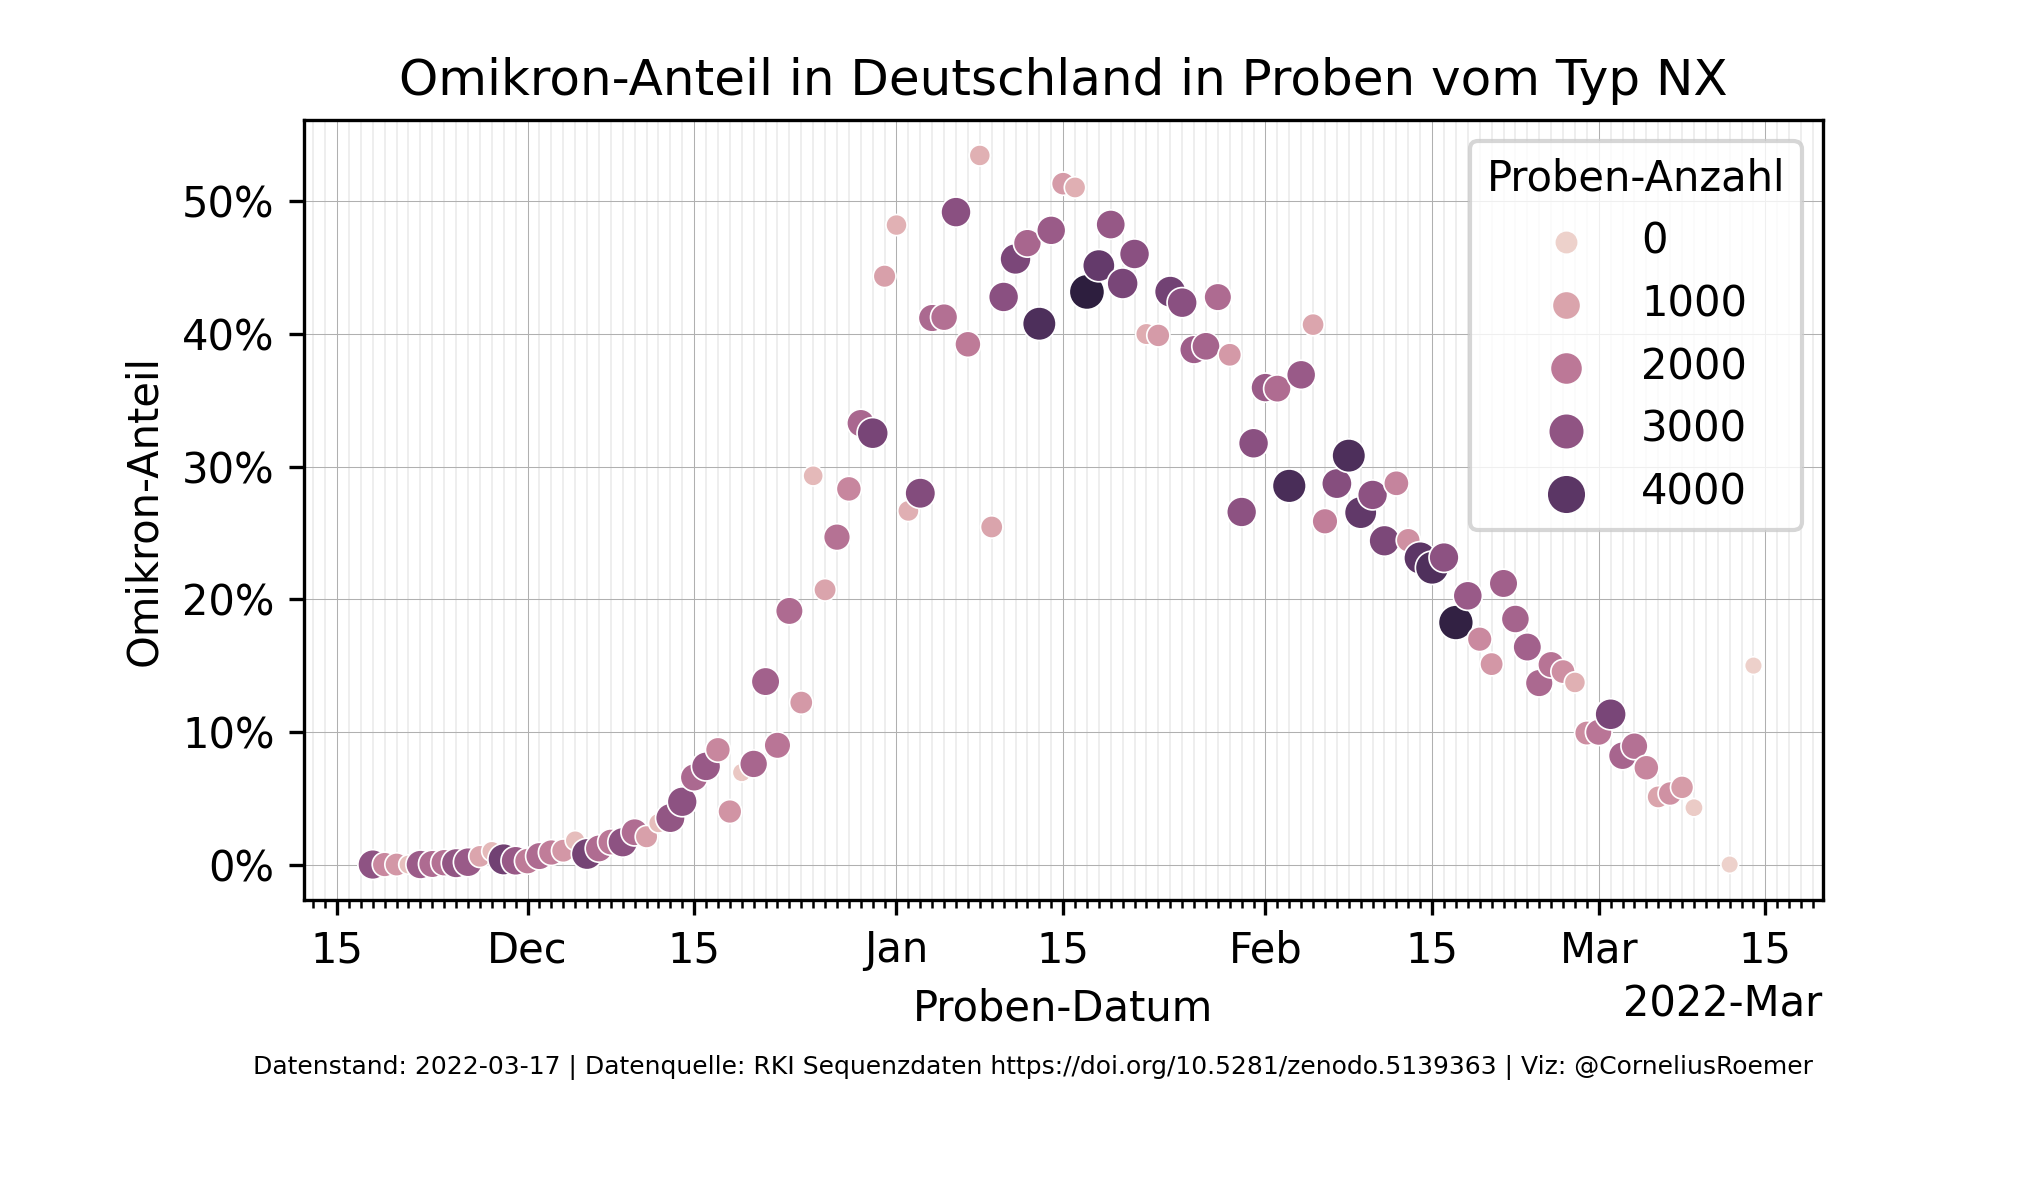 Omikron-Anteil in Deutschland in Proben vom Typ NX
Proben-Anzahl
0
1000
2000
3000
4000
Omikron-Anteil
50%
40%
30%
20%
10%
0%
15 Dec 15 Jan 15 Feb 15 Mar 15
Proben-Datum
2022-Mar
Datenstand: 2022-03-17 | Datenquelle: RKI Sequenzdaten https://doi.org/10.5281/zenodo.5139363 | Viz: @CorneliusRoemer